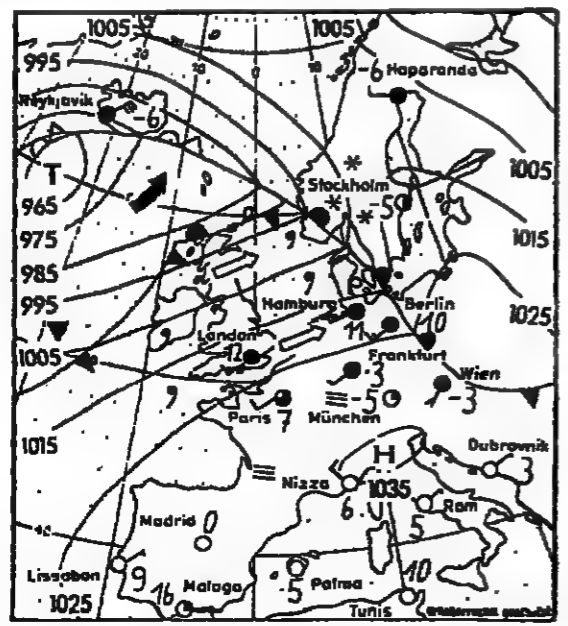 1005
1005
995
-6 Haparanda
Reykjavik
-6
T
965
Stockholm
-5
1005
975
1015
985
995
Hamburg
Berlin
1025
11
10
London
12
1005
Frankfurt
-3
Wien
-3
Paris
7
München
-5
1015
H
Dubrovnik
3
Nizza
1035
6
Rom
5
Madrid
0
Lissabon
9
16
Malaga
-5
Palma
10
1025
Tunis